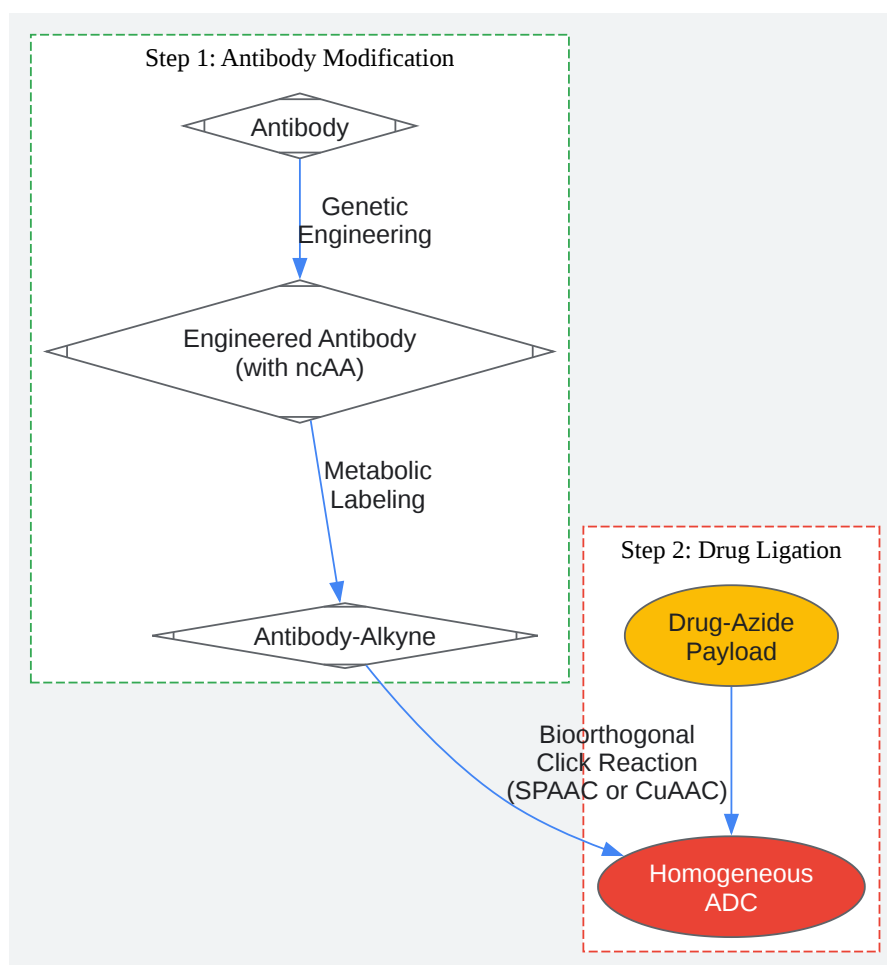 Step 1: Antibody Modification
Antibody
Genetic
Engineering
Engineered Antibody
(with ncAA)
Metabolic
Labeling
Antibody-Alkyne
Step 2: Drug Ligation
Drug-Azide
Payload
Bioorthogonal
Click Reaction
(SPAAC or CuAAC)
Homogeneous
ADC